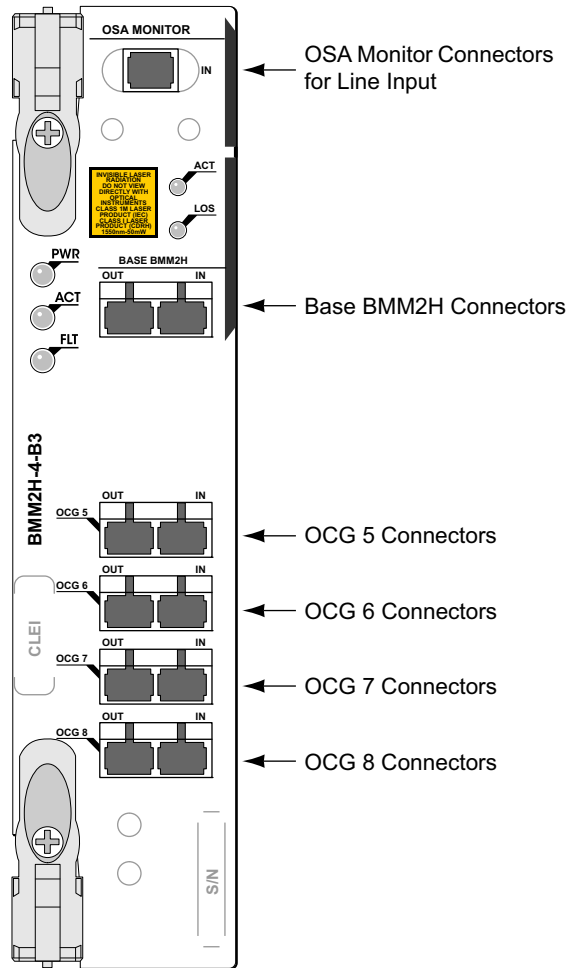 OSA MONITOR
IN
OSA Monitor Connectors
for Line Input
INVISIBLE LASER
RADIATION
DO NOT VIEW
DIRECTLY WITH
OPTICAL
INSTRUMENTS
CLASS 1M LASER
PRODUCT (IEC)
CLASS I LASER
PRODUCT (CDRH)
1550nm-50mW
ACT
LOS
PWR
ACT
FLT
BASE BMM2H
OUT IN
Base BMM2H Connectors
BMM2H-4-B3
OUT IN
OCG 5
OCG 5 Connectors
OUT IN
OCG 6
OCG 6 Connectors
CLEI
OUT IN
OCG 7
OCG 7 Connectors
OUT IN
OCG 8
OCG 8 Connectors
S/N